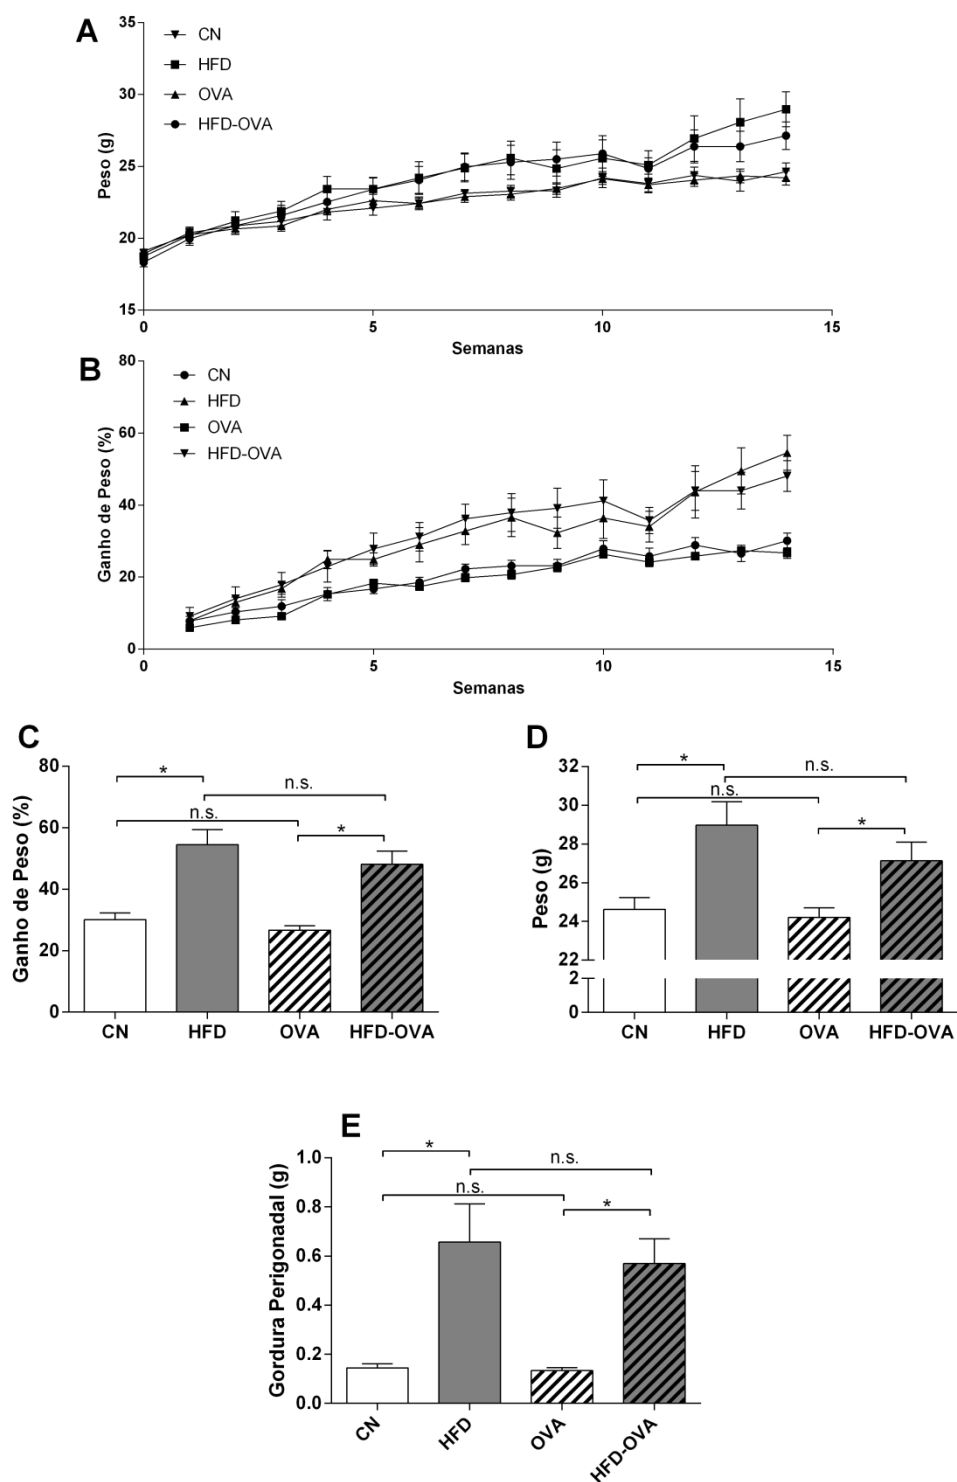 A
35
CN
HFD
30
OVA
HFD-OVA
Peso (g)
25
20
15
0
5
10
15
Semanas
B
80
CN
HFD
60
OVA
HFD-OVA
Ganho de Peso (%)
40
20
0
0
5
10
15
Semanas
C
80
*
n.s.
60
n.s.
*
Ganho de Peso (%)
40
20
0
CN
HFD
OVA
HFD-OVA
D
32
*
n.s.
30
n.s.
28
*
Peso (g)
26
24
22
2
0
CN
HFD
OVA
HFD-OVA
E
1.0
*
n.s.
n.s.
0.8
*
Gordura Perigonadal (g)
0.6
0.4
0.2
0.0
CN
HFD
OVA
HFD-OVA